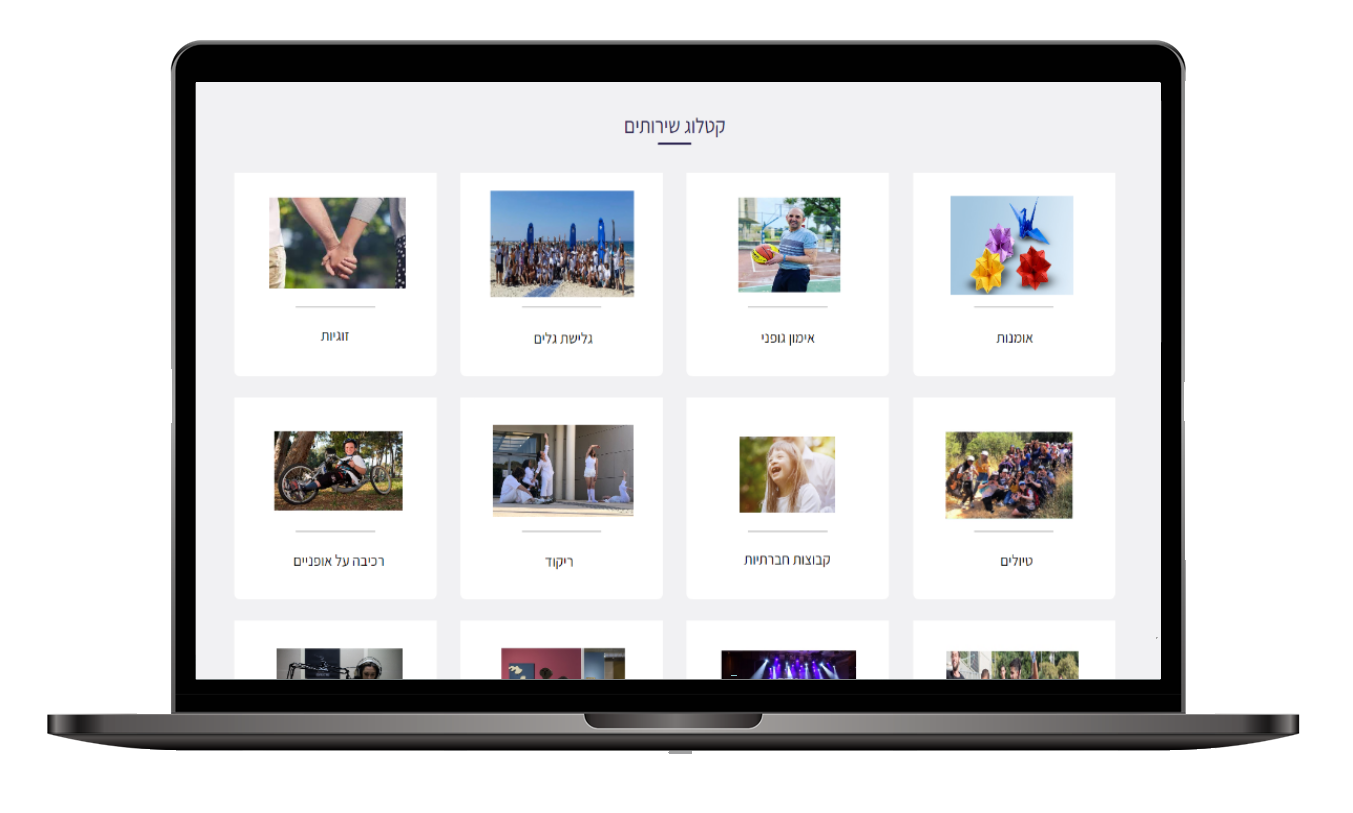 קטלוג שירותים
אומנות
אימון גופני
גלישת גלים
זוגיות
טיולים
קבוצות חברתיות
ריקוד
רכיבה על אופניים